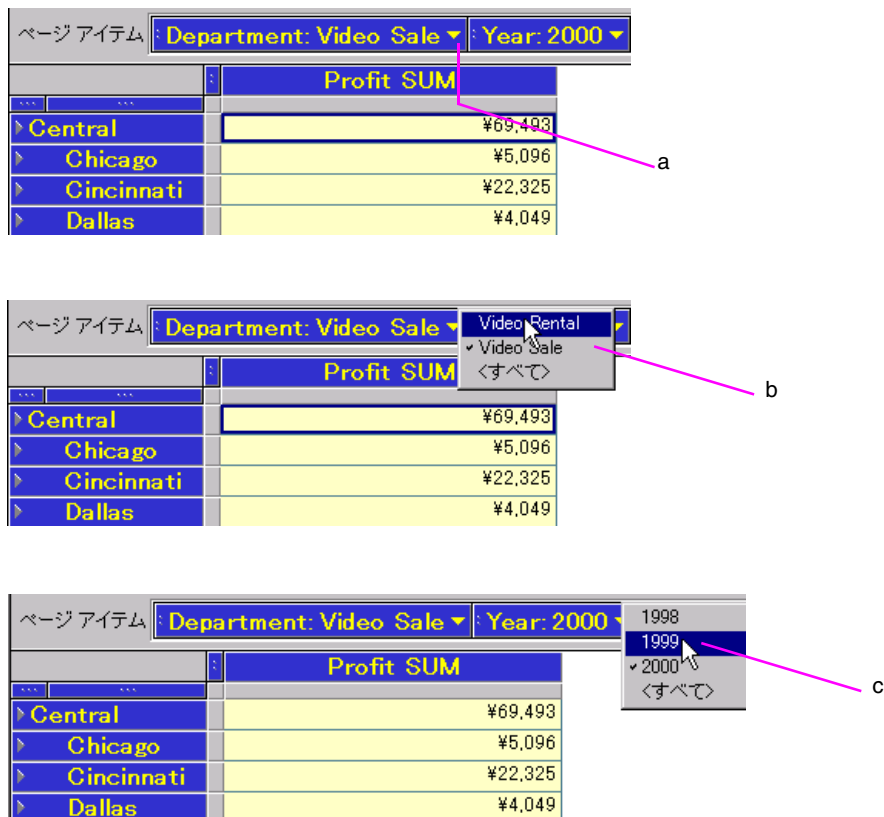 ページ アイテム Department: Video Sale Year: 2000
Profit SUM
Central ¥69,493
a
Chicago ¥5,096
Cincinnati ¥22,325
Dallas ¥4,049
ページ アイテム Department: Video Sale
Video Rental
Video Sale
<すべて>
b
Profit SUM
Central ¥69,493
Chicago ¥5,096
Cincinnati ¥22,325
Dallas ¥4,049
ページ アイテム Department: Video Sale Year: 2000
1998
1999
2000
<すべて>
c
Profit SUM
Central ¥69,493
Chicago ¥5,096
Cincinnati ¥22,325
Dallas ¥4,049